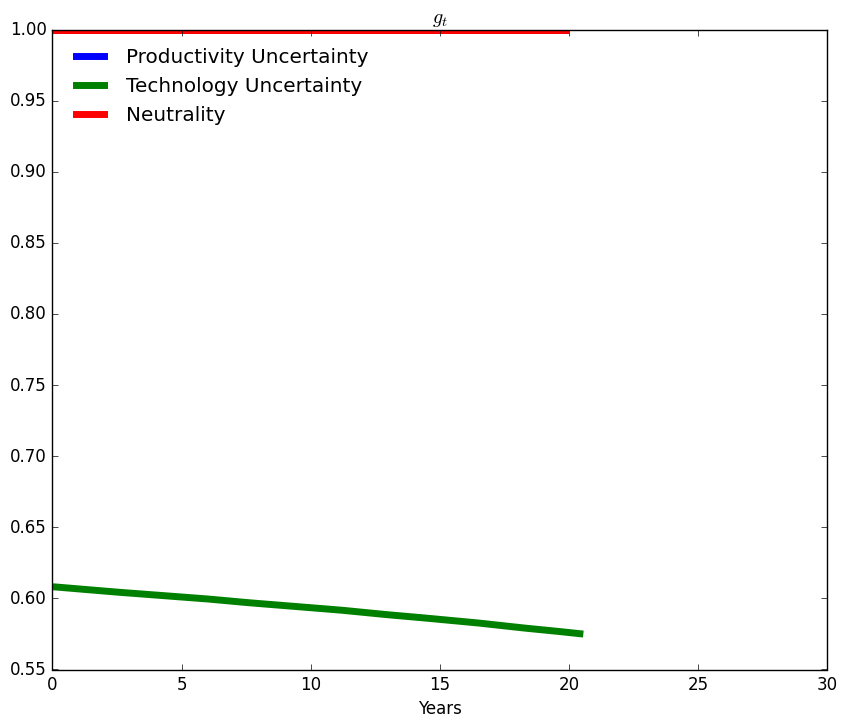 g_t
1.00
0.95
0.90
0.85
0.80
0.75
0.70
0.65
0.60
0.55
Productivity Uncertainty
Technology Uncertainty
Neutrality
0 5 10 15 20 25 30
Years